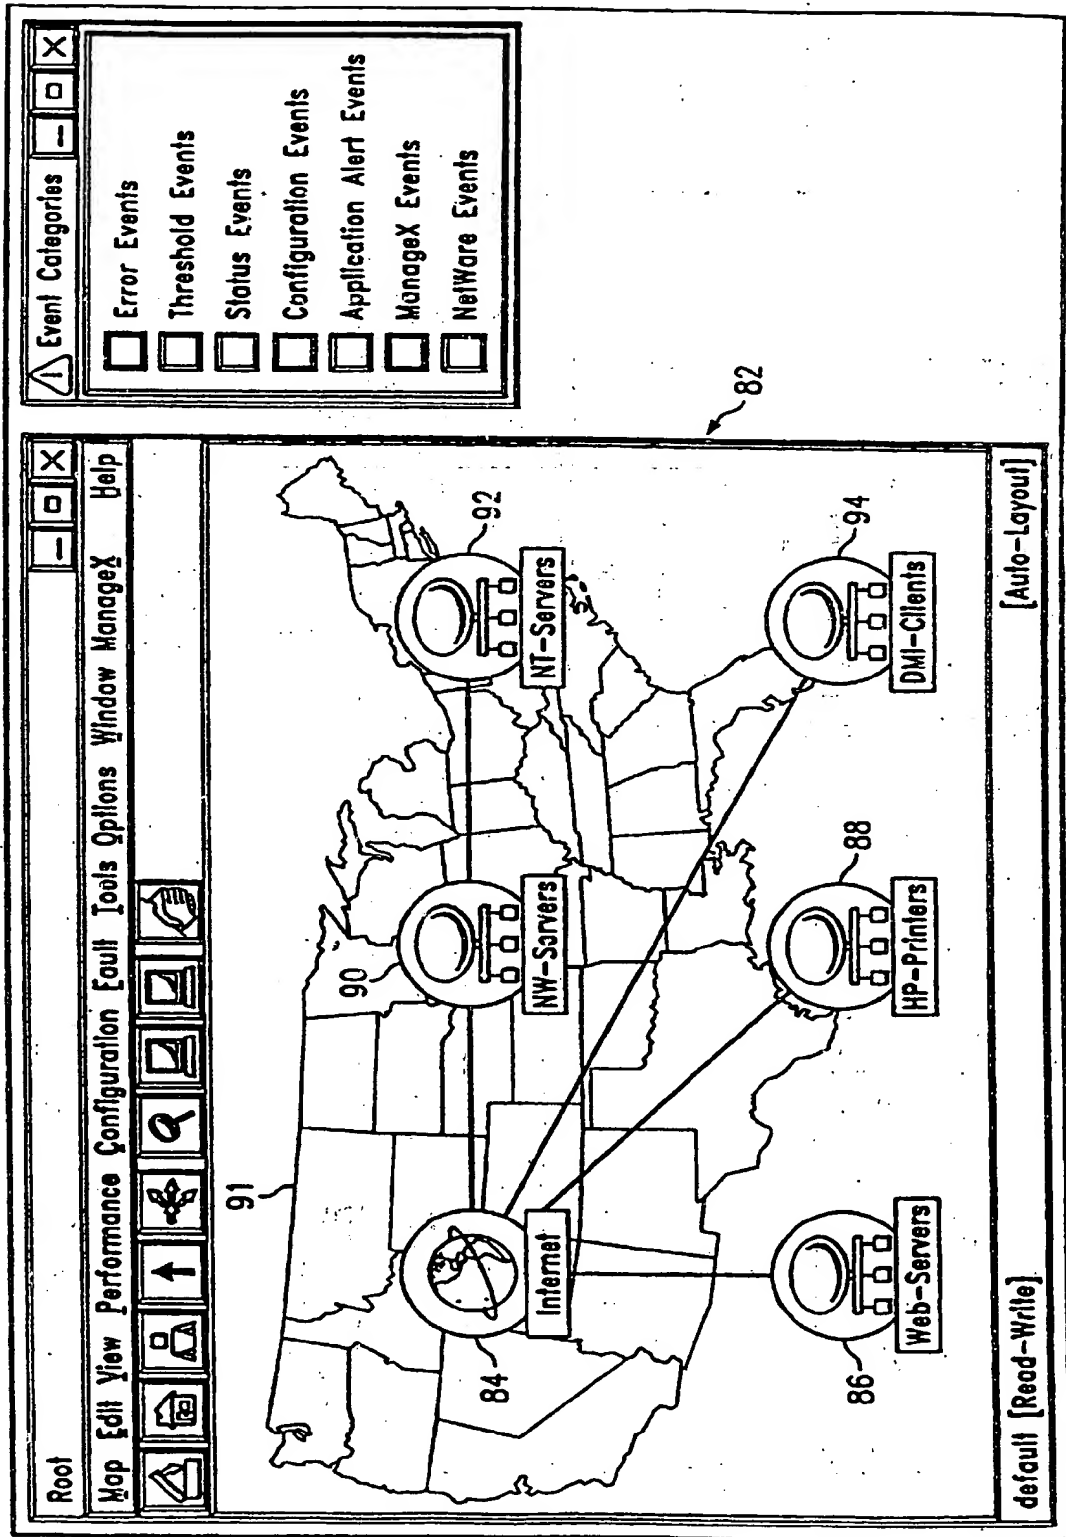 Root
Map Edit View Performance Configuration Fault Tools Options Window ManageX Help
91
84
Internet
90
NW-Servers
92
NT-Servers
86
Web-Servers
88
HP-Printers
94
DMI-Clients
default [Read-Write]
[Auto-Layout]
82
Event Categories
Error Events
Threshold Events
Status Events
Configuration Events
Application Alert Events
ManageX Events
NetWare Events